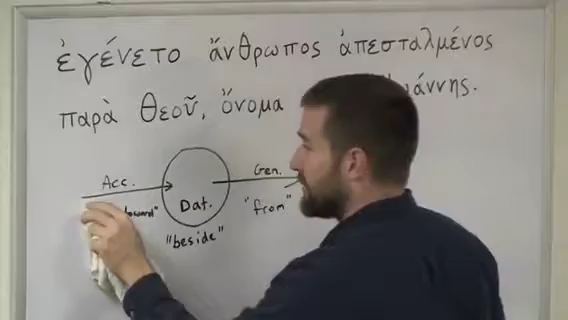 ἐγένετο ἄνθρωπος ἀπεσταλμένος
παρὰ Θεοῦ, ὄνομα
Acc. Gen.
Dat.
"from"
"beside"